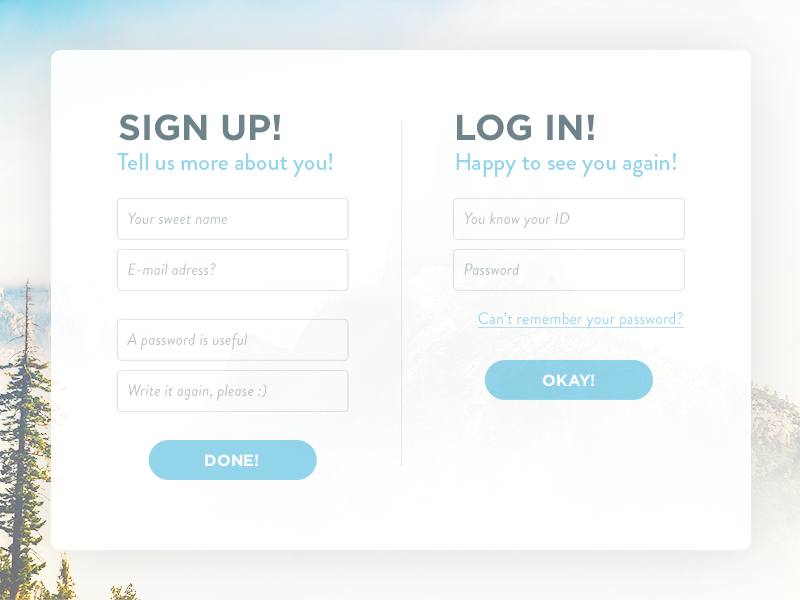 SIGN UP!
Tell us more about you!
Your sweet name
E-mail adress?
A password is useful
Write it again, please :)
DONE!
LOG IN!
Happy to see you again!
You know your ID
Password
Can't remember your password?
OKAY!